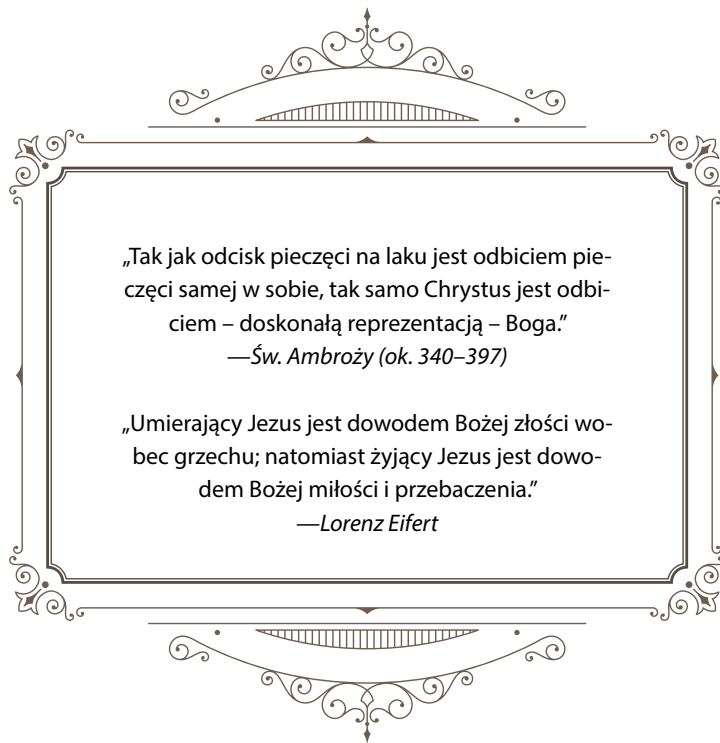 „Tak jak odcisk pieczęci na laku jest odbiciem pie-
częci samej w sobie, tak samo Chrystus jest odbi-
ciem – doskonałą reprezentacją – Boga.”
—Św. Ambroży (ok. 340–397)
„Umierający Jezus jest dowodem Bożej złości wo-
bec grzechu; natomiast żyjący Jezus jest dowo-
dem Bożej miłości i przebaczenia.”
—Lorenz Eifert